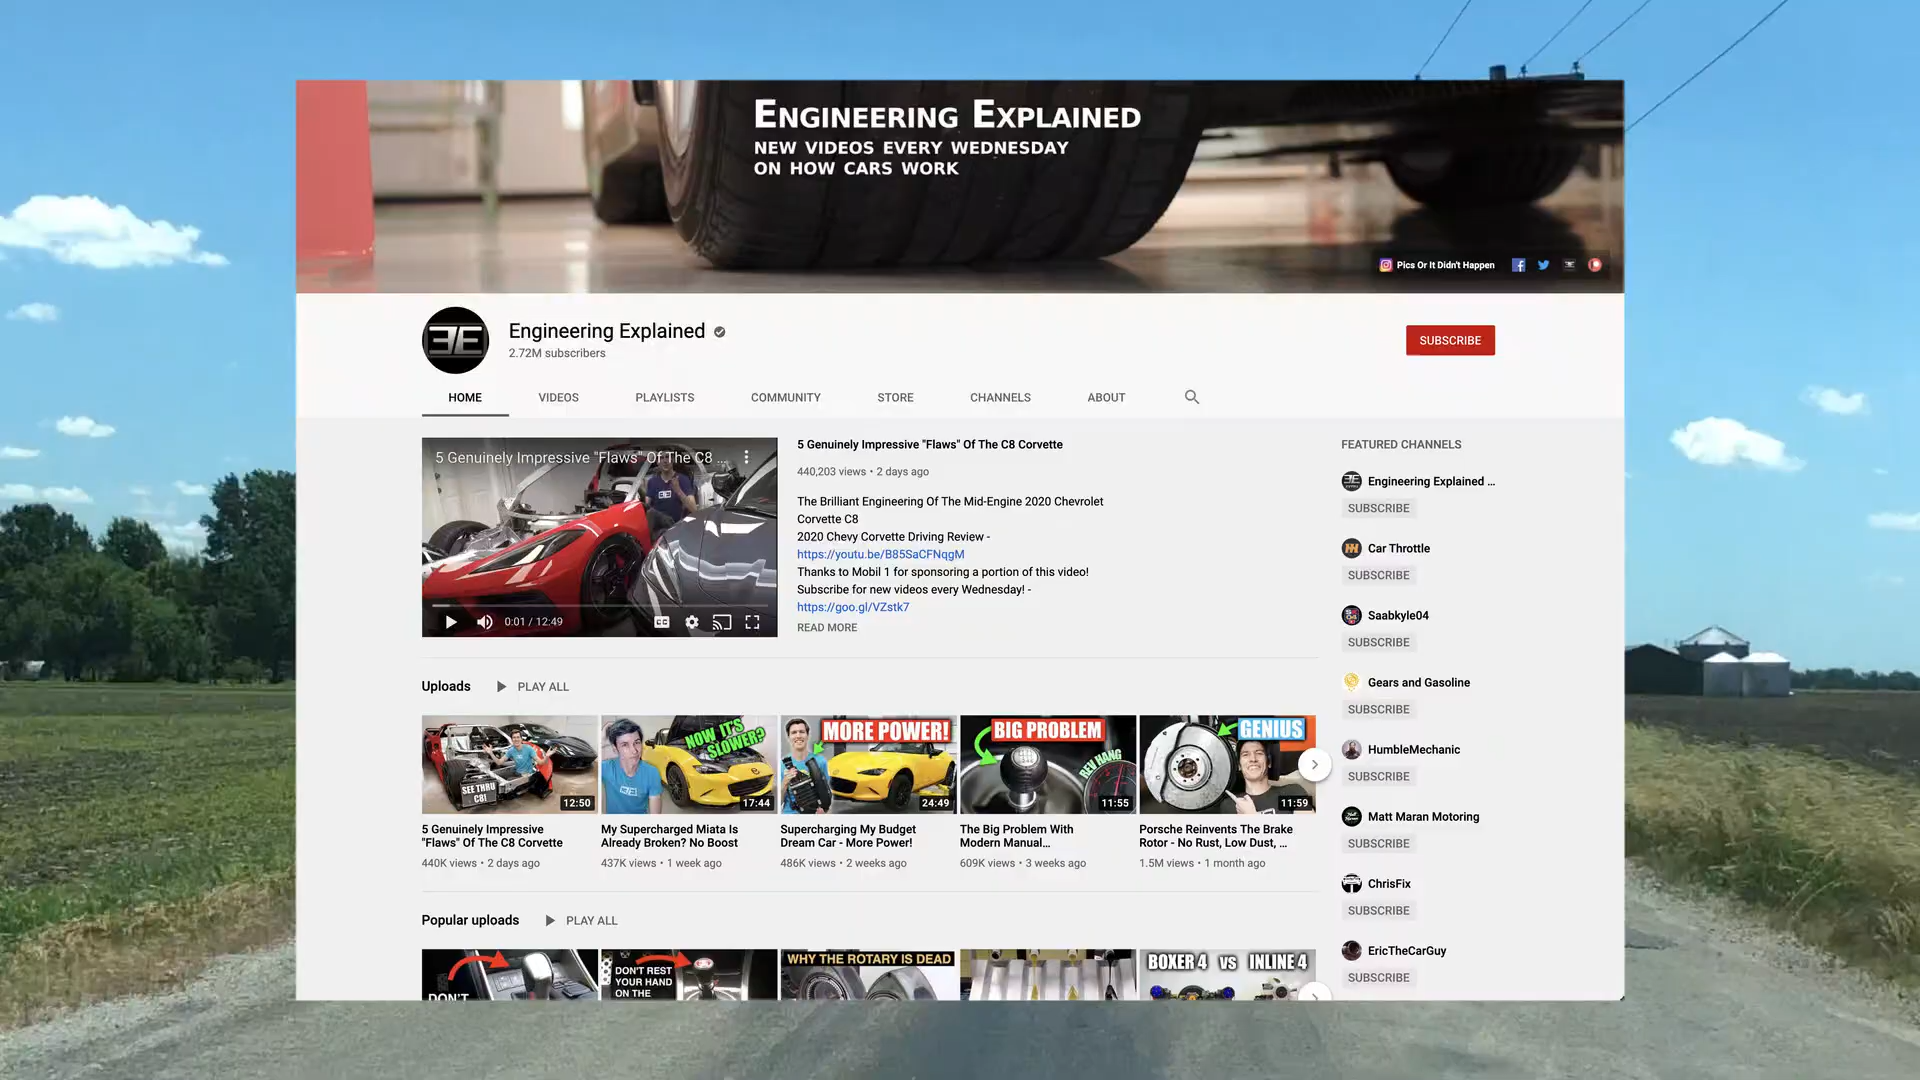 ENGINEERING EXPLAINED
NEW VIDEOS EVERY WEDNESDAY
ON HOW CARS WORK
Pics Or It Didn't Happen
Engineering Explained
2.72M subscribers
SUBSCRIBE
HOME VIDEOS PLAYLISTS COMMUNITY STORE CHANNELS ABOUT
5 Genuinely Impressive "Flaws" Of The C8 ...
0:01 / 12:49
5 Genuinely Impressive "Flaws" Of The C8 Corvette
440,203 views • 2 days ago
The Brilliant Engineering Of The Mid-Engine 2020 Chevrolet
Corvette C8
2020 Chevy Corvette Driving Review -
https://youtu.be/B85SaCFNqgM
Thanks to Mobil 1 for sponsoring a portion of this video!
Subscribe for new videos every Wednesday! -
https://goo.gl/VZstk7
READ MORE
FEATURED CHANNELS
Engineering Explained ...
SUBSCRIBE
Car Throttle
SUBSCRIBE
Saabkyle04
SUBSCRIBE
Gears and Gasoline
SUBSCRIBE
HumbleMechanic
SUBSCRIBE
Matt Maran Motoring
SUBSCRIBE
ChrisFix
SUBSCRIBE
EricTheCarGuy
SUBSCRIBE
Uploads PLAY ALL
SEE THRU
C8!
12:50
5 Genuinely Impressive
"Flaws" Of The C8 Corvette
440K views • 2 days ago
NOW IT'S
SLOWER?
17:44
My Supercharged Miata Is
Already Broken? No Boost
437K views • 1 week ago
MORE POWER!
24:49
Supercharging My Budget
Dream Car - More Power!
486K views • 2 weeks ago
BIG PROBLEM
REV HANG
11:55
The Big Problem With
Modern Manual...
609K views • 3 weeks ago
GENIUS
11:59
Porsche Reinvents The Brake
Rotor - No Rust, Low Dust, ...
1.5M views • 1 month ago
Popular uploads PLAY ALL
DON'T
DON'T REST
YOUR HAND
ON THE
WHY THE ROTARY IS DEAD
BOXER 4 VS INLINE 4